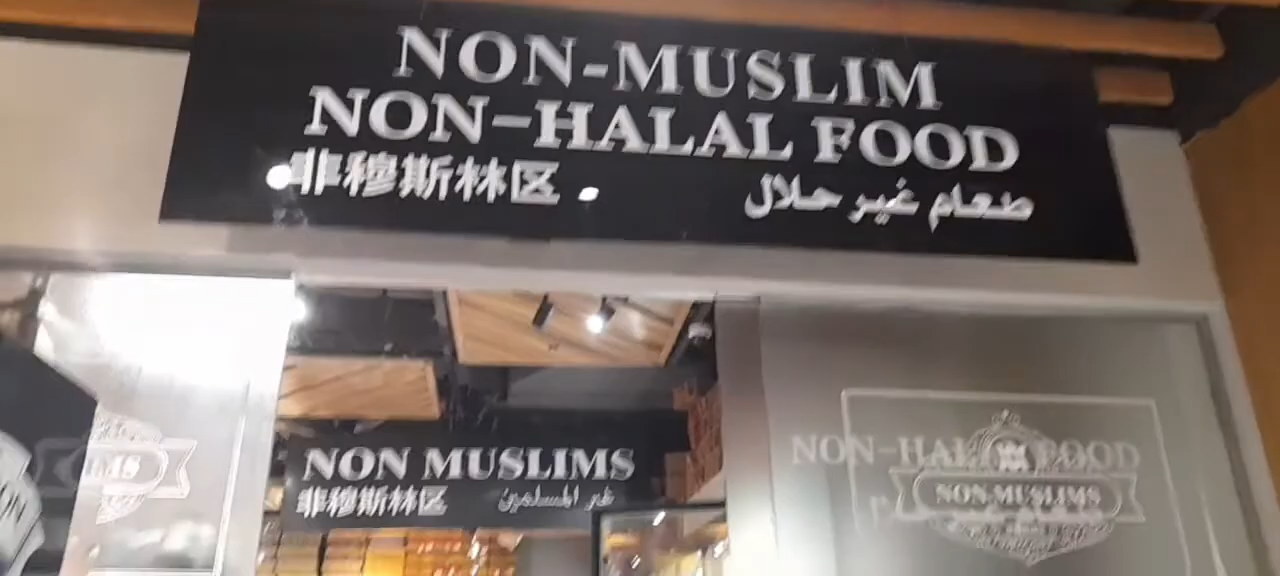 NON-MUSLIM
NON-HALAL FOOD
非穆斯林区
طعام غير حلال
NON MUSLIMS
非穆斯林区
غير المسلمين
NON-HALAL FOOD
NON-MUSLIMS
IMS